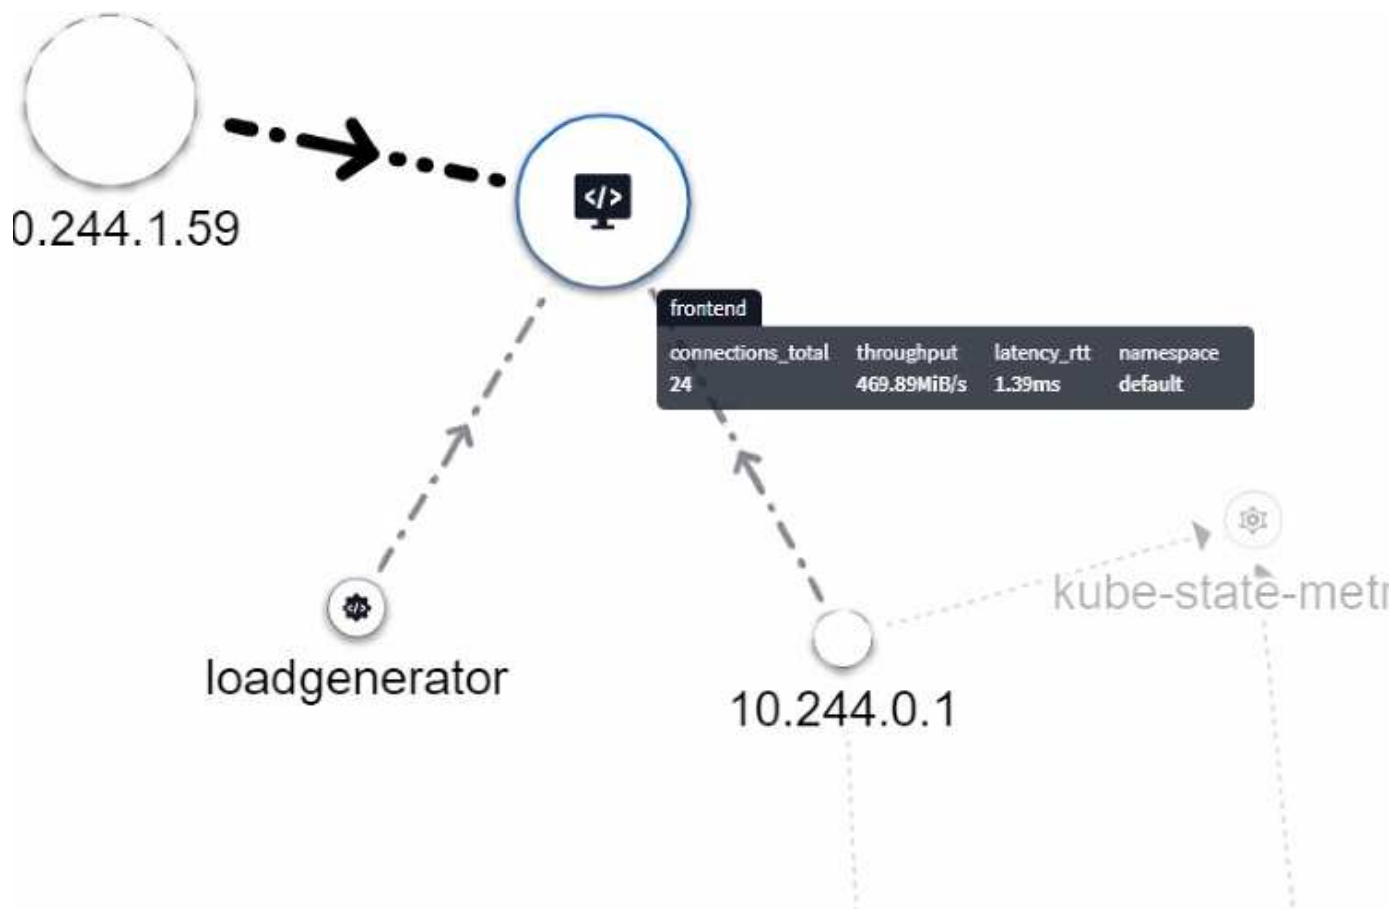 0.244.1.59
</>
frontend
connections_total throughput latency_rtt namespace
24 469.89MiB/s 1.39ms default
kube-state-metr
loadgenerator
10.244.0.1